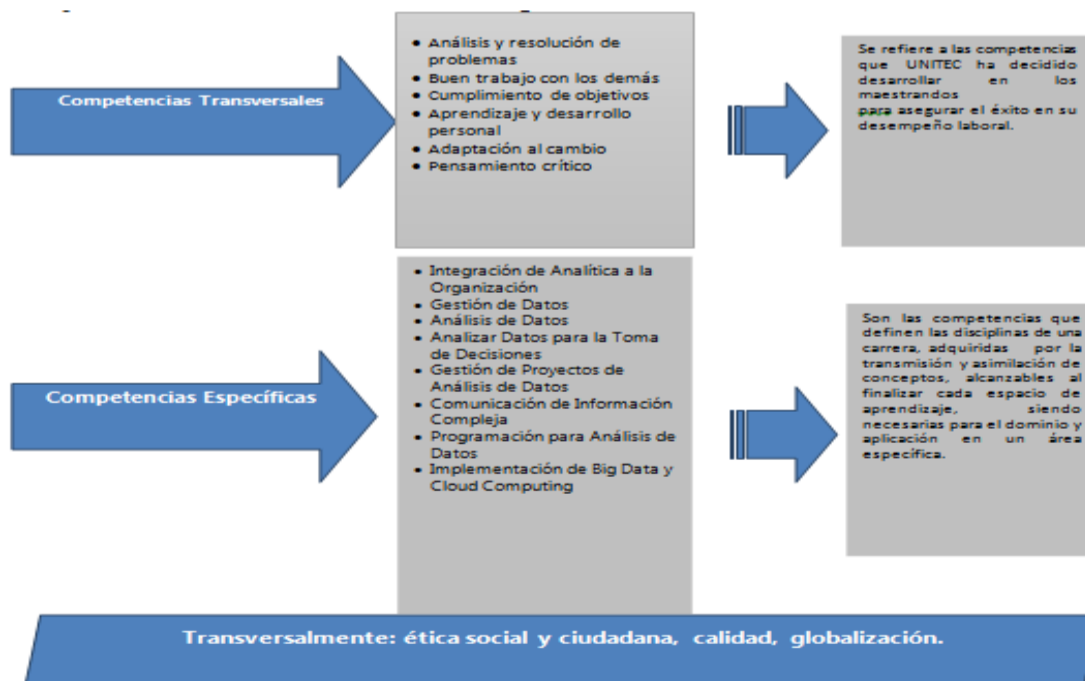 Competencias Transversales
• Análisis y resolución de
problemas
• Buen trabajo con los demás
• Cumplimiento de objetivos
• Aprendizaje y desarrollo
personal
• Adaptación al cambio
• Pensamiento crítico
Se refiere a las competencias
que UNITEC ha decidido
desarrollar en los
maestrandos
para asegurar el éxito en su
desempeño laboral.
Competencias Específicas
• Integración de Analítica a la
Organización
• Gestión de Datos
• Análisis de Datos
• Analizar Datos para la Toma
de Decisiones
• Gestión de Proyectos de
Análisis de Datos
• Comunicación de Información
Compleja
• Programación para Análisis de
Datos
• Implementación de Big Data y
Cloud Computing
Son las competencias que
definen las disciplinas de una
carrera, adquiridas por la
transmisión y asimilación de
conceptos, alcanzables al
finalizar cada espacio de
aprendizaje, siendo
necesarias para el dominio y
aplicación en un área
específica.
Transversalmente: ética social y ciudadana, calidad, globalización.